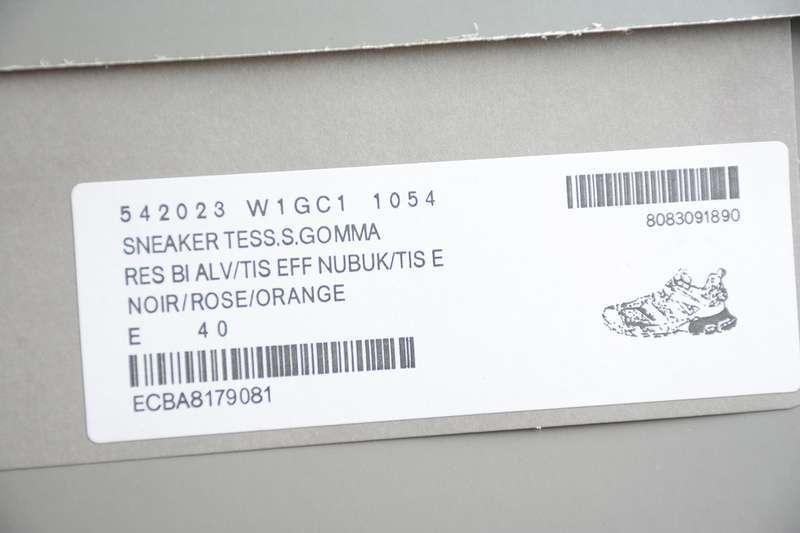 542023 W1GC1 1054
8083091890
SNEAKER TESS.S.GOMMA
RES BI ALV/TIS EFF NUBUK/TIS E
NOIR/ROSE/ORANGE
E 40
ECBA8179081